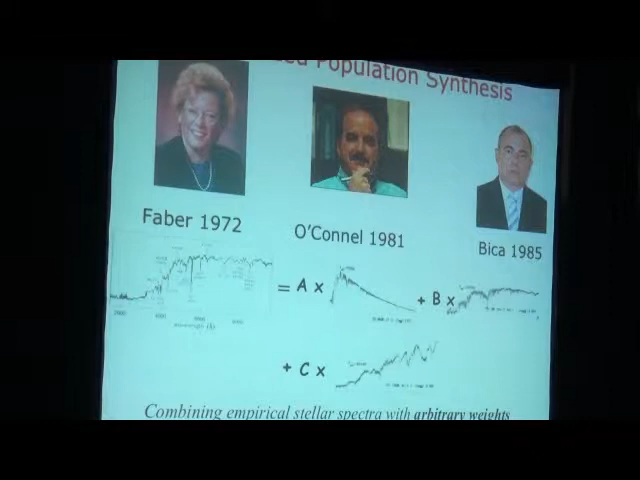 Population Synthesis
Faber 1972
O'Connel 1981
Bica 1985
= A x
+ B x
+ C x
Combining empirical stellar spectra with arbitrary weights